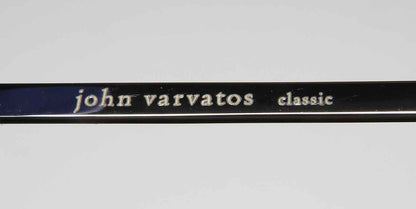 john varvatos classic